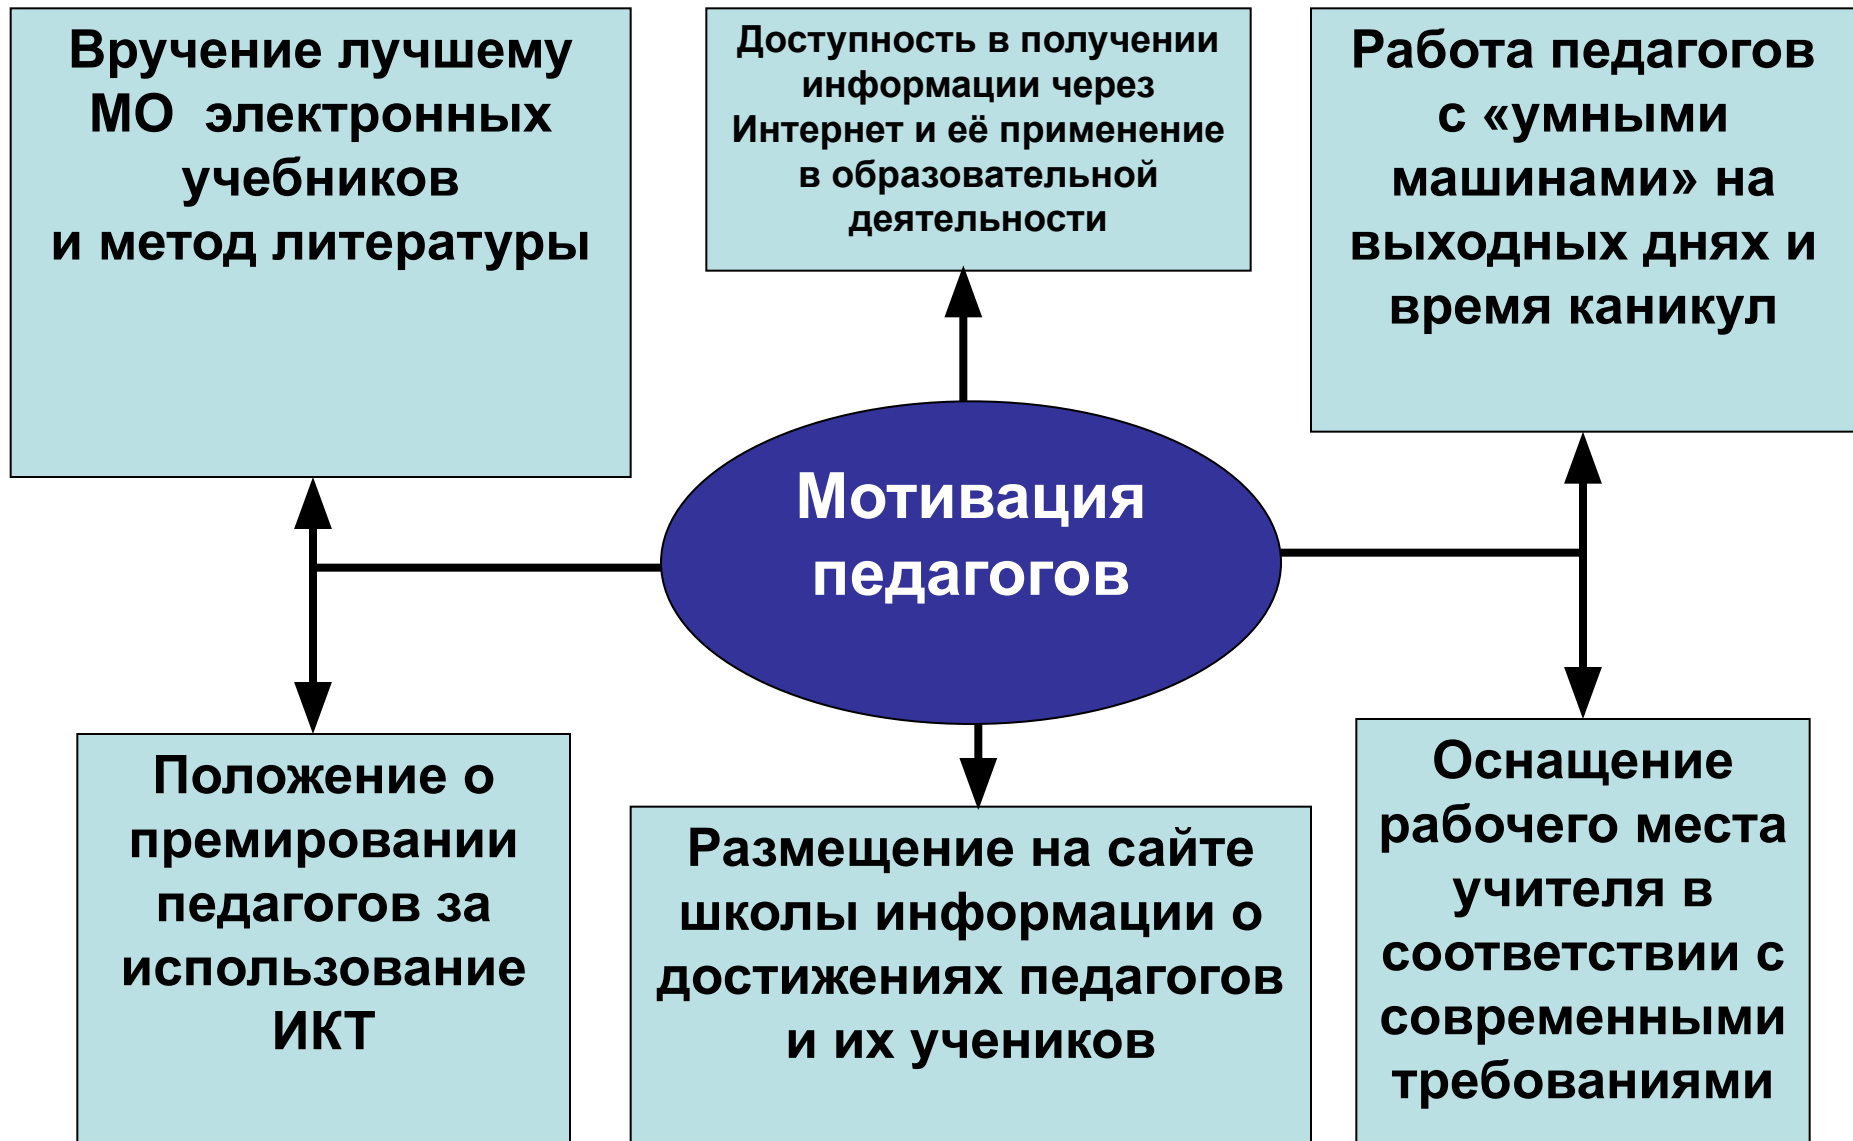 Вручение лучшему
МО  электронных
учебников
и метод литературы
Доступность в получении
информации через
Интернет и её применение
в образовательной
деятельности
Работа педагогов
с «умными
машинами» на
выходных днях и
время каникул
Мотивация
педагогов
Положение о
премировании
педагогов за
использование
ИКТ
Размещение на сайте
школы информации о
достижениях педагогов
и их учеников
Оснащение
рабочего места
учителя в
соответствии с
современными
требованиями